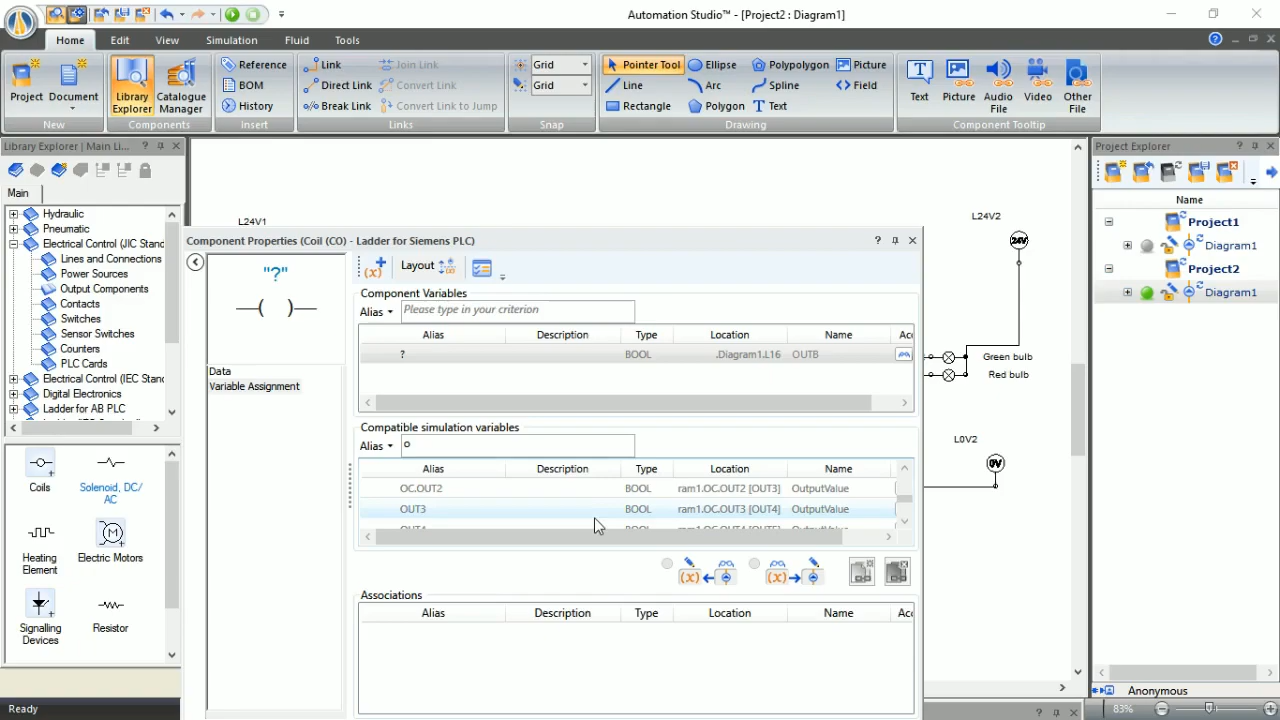 Automation Studio™ - [Project2 : Diagram1]
Home Edit View Simulation Fluid Tools
Project Document
New
Library Explorer Catalogue Manager
Components
Reference
BOM
History
Insert
Link
Direct Link
Break Link
Join Link
Convert Link
Convert Link to Jump
Links
Grid
Grid
Snap
Pointer Tool Ellipse Polypolygon Picture
Line Arc Spline Field
Rectangle Polygon Text
Drawing
Text Picture Audio File Video Other File
Component Tooltip
Library Explorer | Main Li...
Main
Hydraulic
Pneumatic
Electrical Control (JIC Stand
Lines and Connections
Power Sources
Output Components
Contacts
Switches
Sensor Switches
Counters
PLC Cards
Electrical Control (IEC Stand
Digital Electronics
Ladder for AB PLC
Coils
Solenoid, DC/
AC
Heating
Element
Electric Motors
Signalling
Devices
Resistor
L24V1
Component Properties (Coil (CO) - Ladder for Siemens PLC)
"?"
Data
Variable Assignment
Layout
Component Variables
Alias Please type in your criterion
Alias Description Type Location Name Acc
? BOOL .Diagram1.L16 OUTB
Compatible simulation variables
Alias o
Alias Description Type Location Name
OC.OUT2 BOOL ram1.OC.OUT2 [OUT3] OutputValue
OUT3 BOOL ram1.OC.OUT3 [OUT4] OutputValue
Associations
Alias Description Type Location Name Acc
L24V2
24V
Green bulb
Red bulb
L0V2
0V
Project Explorer
Name
Project1
Diagram1
Project2
Diagram1
Anonymous
Ready
83%